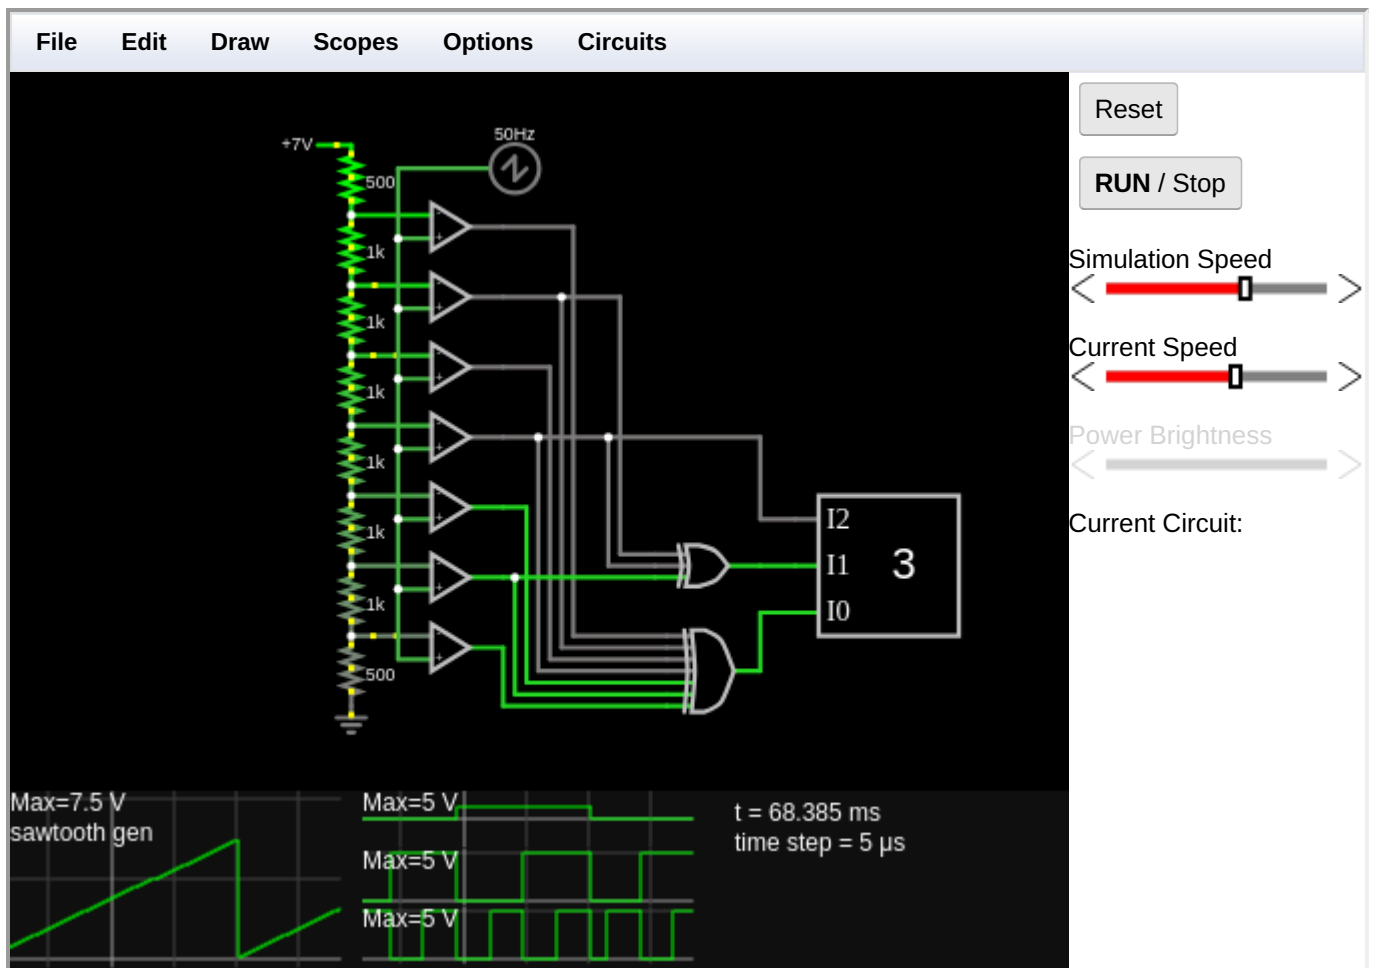 File Edit Draw Scopes Options Circuits
Reset
RUN / Stop
Simulation Speed
Current Speed
Power Brightness
Current Circuit:
50Hz
+7V
500
1k
1k
1k
1k
1k
1k
500
- +
- +
- +
- +
- +
- +
- +
I2
I1
I0
3
Max=7.5 V
sawtooth gen
Max=5 V
Max=5 V
Max=5 V
t = 68.385 ms
time step = 5 μs